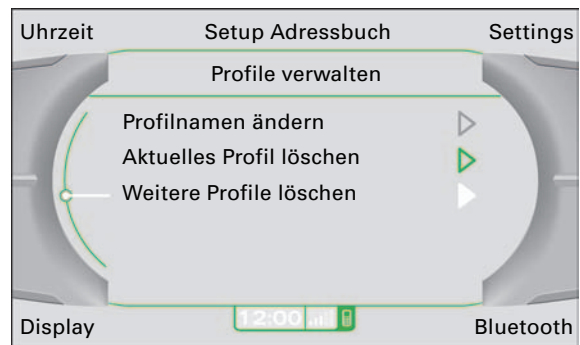 Uhrzeit Setup Adressbuch Settings
Profile verwalten
Profilnamen ändern
Aktuelles Profil löschen
Weitere Profile löschen
12:00
Display Bluetooth